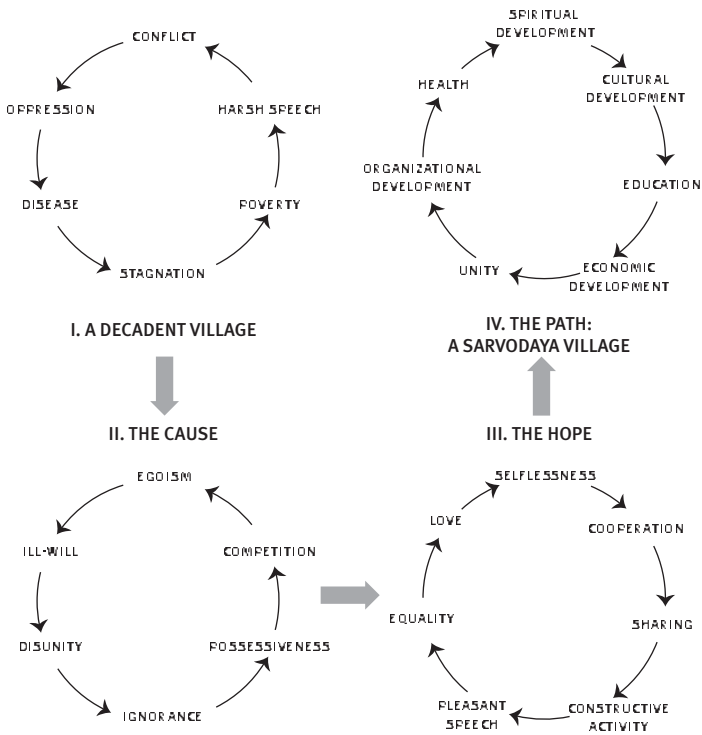 CONFLICT
OPPRESSION
HARSH SPEECH
DISEASE
POVERTY
STAGNATION
I. A DECADENT VILLAGE
SPIRITUAL
DEVELOPMENT
HEALTH
CULTURAL
DEVELOPMENT
ORGANIZATIONAL
DEVELOPMENT
EDUCATION
UNITY
ECONOMIC
DEVELOPMENT
IV. THE PATH:
A SARVODAYA VILLAGE
II. THE CAUSE
EGOISM
ILL-WILL
COMPETITION
DISUNITY
POSSESSIVENESS
IGNORANCE
III. THE HOPE
SELFLESSNESS
LOVE
COOPERATION
EQUALITY
SHARING
PLEASANT
SPEECH
CONSTRUCTIVE
ACTIVITY